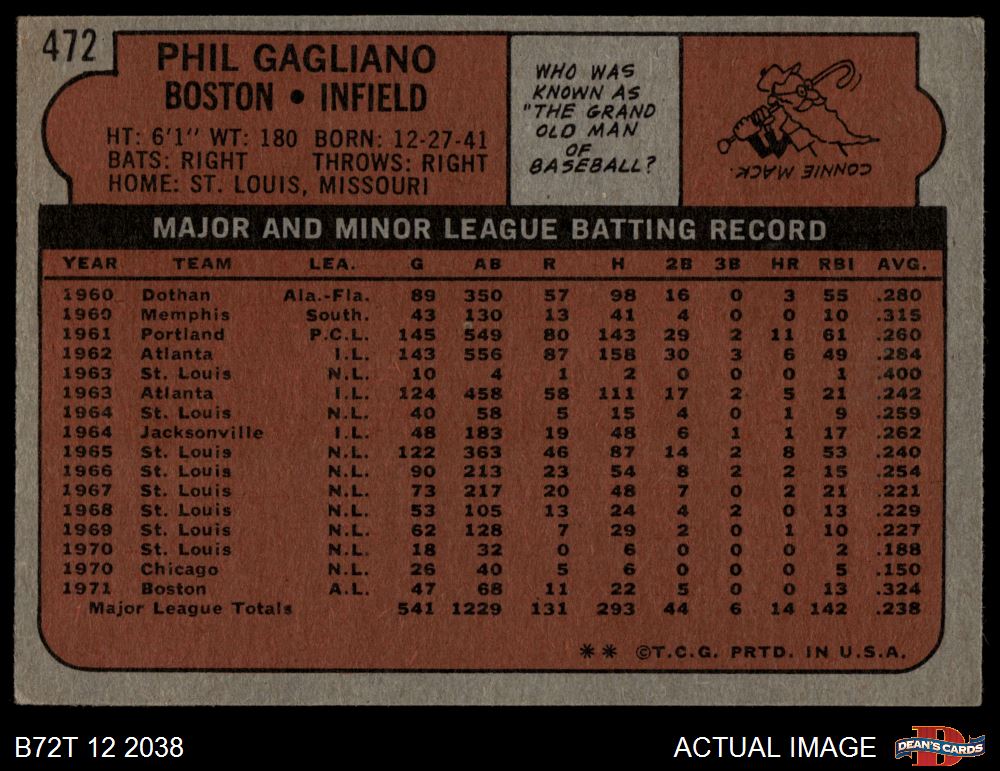 472
PHIL GAGLIANO
BOSTON • INFIELD
HT: 6'1" WT: 180 BORN: 12-27-41
BATS: RIGHT THROWS: RIGHT
HOME: ST. LOUIS, MISSOURI
WHO WAS
KNOWN AS
"THE GRAND
OLD MAN
OF
BASEBALL?
CONNIE MACK.
MAJOR AND MINOR LEAGUE BATTING RECORD
YEAR TEAM LEA. G AB R H 2B 3B HR RBI AVG.
1960 Dothan Ala.-Fla. 89 350 57 98 16 0 3 55 .280
1960 Memphis South. 43 130 13 41 4 0 0 10 .315
1961 Portland P.C.L. 145 549 80 143 29 2 11 61 .260
1962 Atlanta I.L. 143 556 87 158 30 3 6 49 .284
1963 St. Louis N.L. 10 4 1 2 0 0 0 1 .400
1963 Atlanta I.L. 124 458 58 111 17 2 5 21 .242
1964 St. Louis N.L. 40 58 5 15 4 0 1 9 .259
1964 Jacksonville I.L. 48 183 19 48 6 1 1 17 .262
1965 St. Louis N.L. 122 363 46 87 14 2 8 53 .240
1966 St. Louis N.L. 90 213 23 54 8 2 2 15 .254
1967 St. Louis N.L. 73 217 20 48 7 0 2 21 .221
1968 St. Louis N.L. 53 105 13 24 4 2 0 13 .229
1969 St. Louis N.L. 62 128 7 29 2 0 1 10 .227
1970 St. Louis N.L. 18 32 0 6 0 0 0 2 .188
1970 Chicago N.L. 26 40 5 6 0 0 0 5 .150
1971 Boston A.L. 47 68 11 22 5 0 0 13 .324
Major League Totals 541 1229 131 293 44 6 14 142 .238
** ©T.C.G. PRTD. IN U.S.A.
B72T 12 2038
ACTUAL IMAGE
DEAN'S CARDS